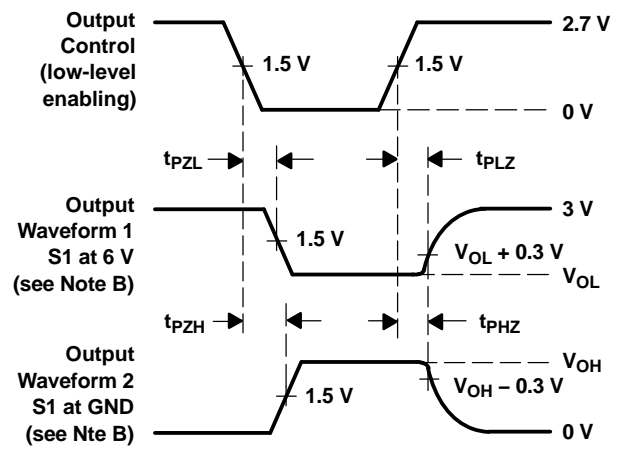 Output
Control
(low-level
enabling)
2.7 V
1.5 V
1.5 V
0 V
tPZL
tPLZ
Output
Waveform 1
S1 at 6 V
(see Note B)
3 V
1.5 V
VOL + 0.3 V
VOL
tPZH
tPHZ
Output
Waveform 2
S1 at GND
(see Nte B)
VOH
1.5 V
VOH − 0.3 V
0 V